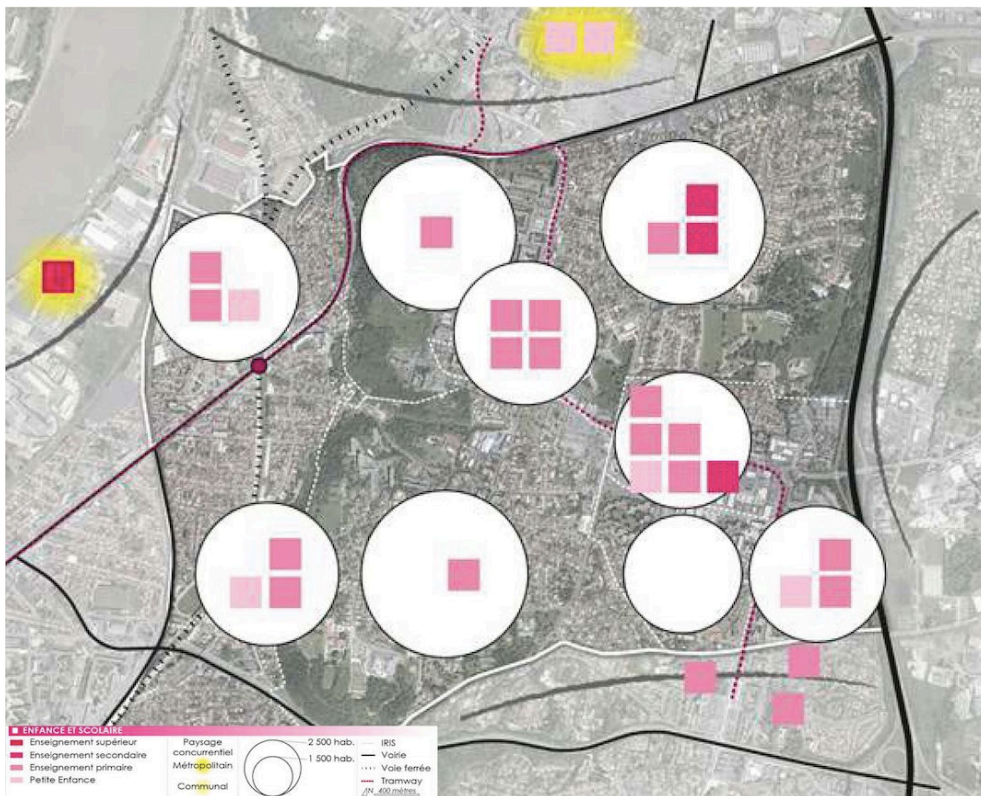 ENFANCE ET SCOLAIRE
Enseignement supérieur
Enseignement secondaire
Enseignement primaire
Petite Enfance
Paysage
concurrentiel
Métropolitain
Communal
2 500 hab.
1 500 hab.
IRIS
Voirie
Voie ferrée
Tramway
N 400 mètres